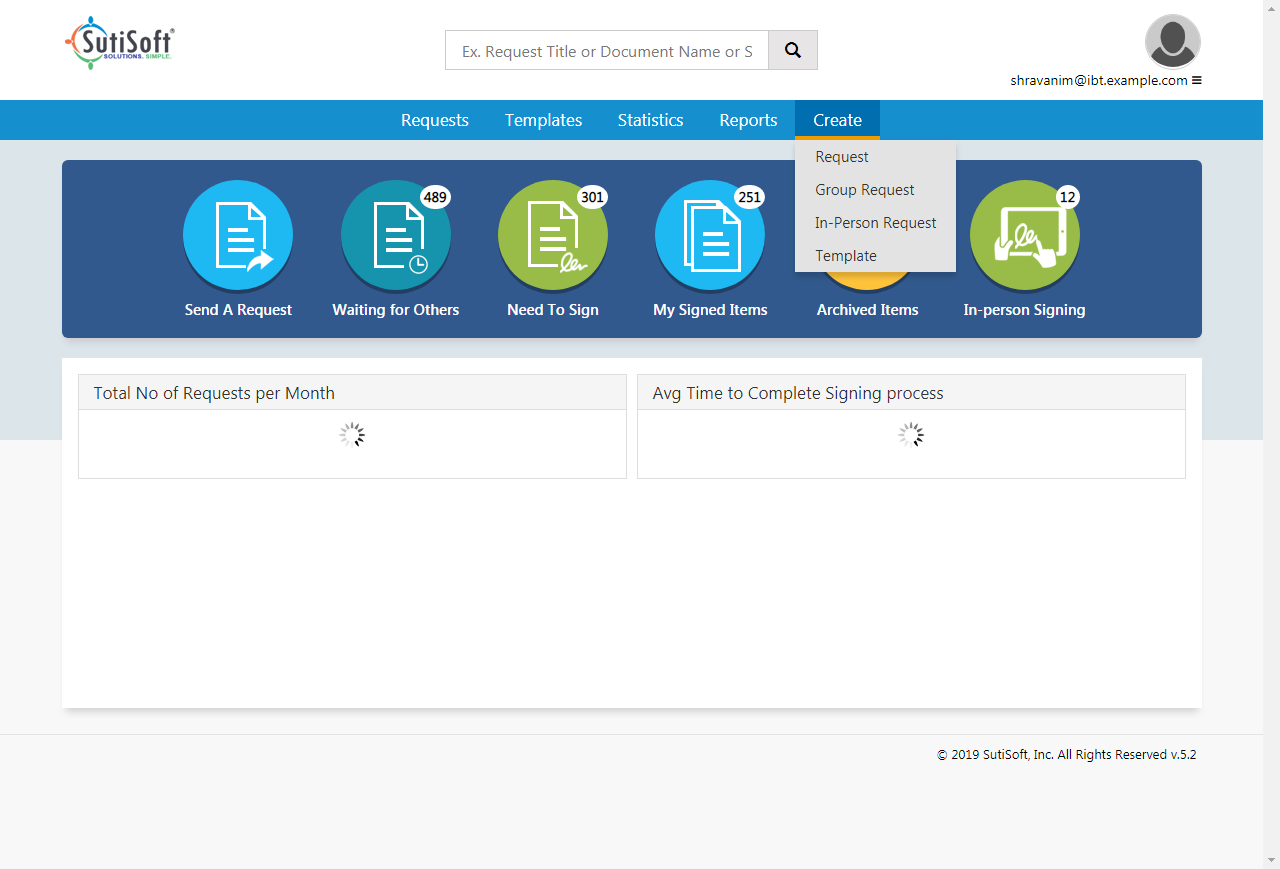 SutiSoft®
SOLUTIONS. SIMPLE.
Ex. Request Title or Document Name or S
shravanim@ibt.example.com
Requests Templates Statistics Reports Create
Request
Group Request
In-Person Request
Template
489 301 251 12
Send A Request Waiting for Others Need To Sign My Signed Items Archived Items In-person Signing
Total No of Requests per Month Avg Time to Complete Signing process
© 2019 SutiSoft, Inc. All Rights Reserved v.5.2